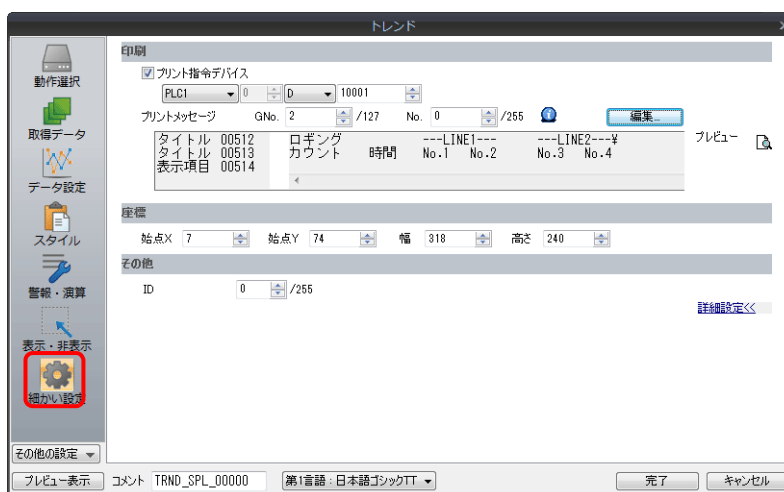 トレンド
動作選択
取得データ
データ設定
スタイル
警報・演算
表示・非表示
細かい設定
その他の設定
印刷
プリント指令デバイス
PLC1 0 D 10001
プリントメッセージ GNo. 2 /127 No. 0 /255 編集...
タイトル 00512 ロギング ---LINE1--- ---LINE2---¥
タイトル 00513 カウント 時間 No.1 No.2 No.3 No.4
表示項目 00514
プレビュー
座標
始点X 7 始点Y 74 幅 318 高さ 240
その他
ID 0 /255
詳細設定<<
プレビュー表示 コメント TRND_SPL_00000 第1言語:日本語ゴシックTT 完了 キャンセル